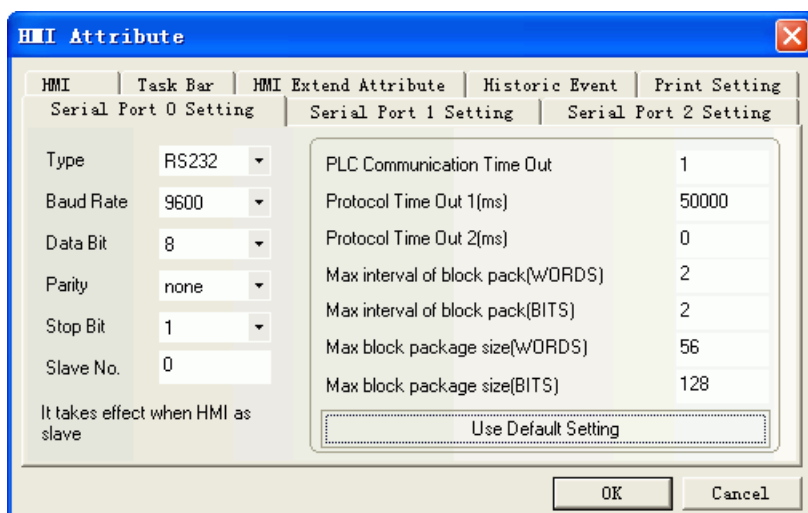 HMI Attribute
HMI
Task Bar
HMI Extend Attribute
Historic Event
Print Setting
Serial Port 0 Setting
Serial Port 1 Setting
Serial Port 2 Setting
Type RS232
Baud Rate 9600
Data Bit 8
Parity none
Stop Bit 1
Slave No. 0
It takes effect when HMI as
slave
PLC Communication Time Out 1
Protocol Time Out 1(ms) 50000
Protocol Time Out 2(ms) 0
Max interval of block pack(WORDS) 2
Max interval of block pack(BITS) 2
Max block package size(WORDS) 56
Max block package size(BITS) 128
Use Default Setting
OK
Cancel